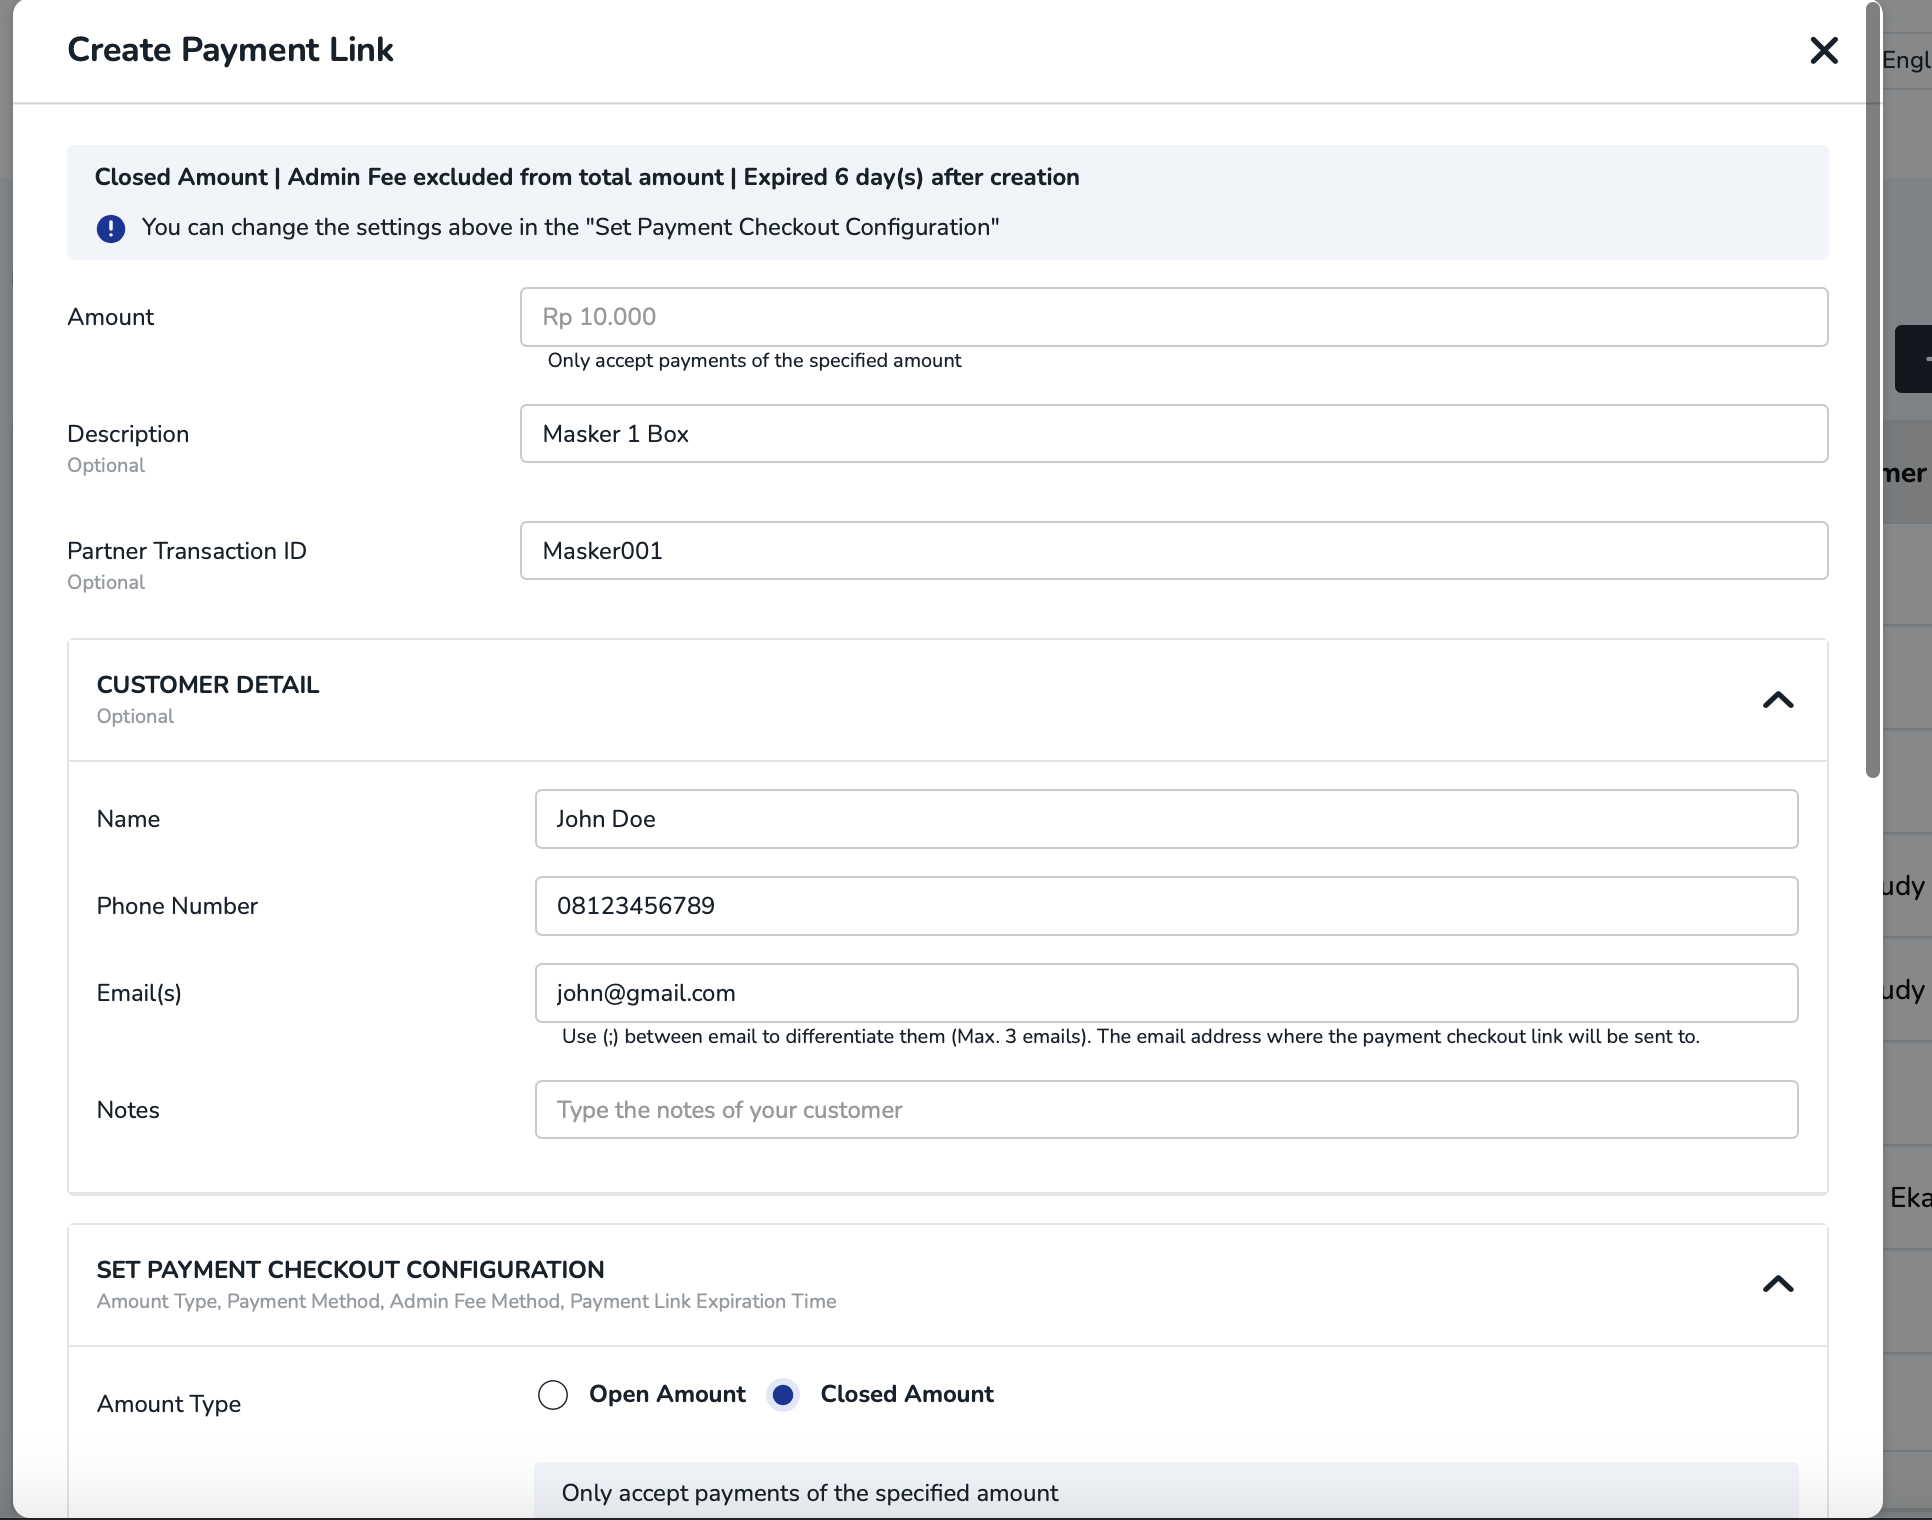 Create Payment Link
Engl
Closed Amount | Admin Fee excluded from total amount | Expired 6 day(s) after creation
You can change the settings above in the "Set Payment Checkout Configuration"
Amount
Rp 10.000
Only accept payments of the specified amount
Description
Masker 1 Box
Optional
mer
Partner Transaction ID
Masker001
Optional
CUSTOMER DETAIL
Optional
Name
John Doe
udy
Phone Number
08123456789
Email(s)
john@gmail.com
udy
Use (;) between email to differentiate them (Max. 3 emails). The email address where the payment checkout link will be sent to.
Notes
Type the notes of your customer
Eka
SET PAYMENT CHECKOUT CONFIGURATION
Amount Type, Payment Method, Admin Fee Method, Payment Link Expiration Time
Amount Type
Open Amount
Closed Amount
Only accept payments of the specified amount